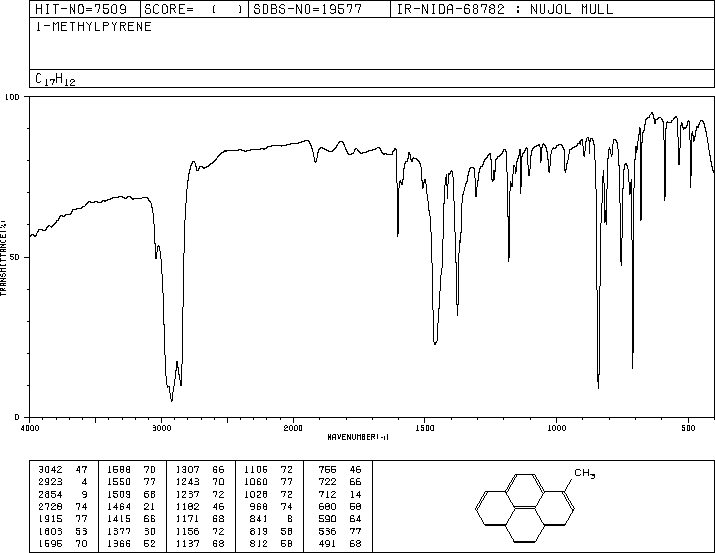 HIT-NO=7509 SCORE= ( ) SDBS-NO=19577 IR-NIDA-68782 : NUJOL MULL
1-METHYLPYRENE
C17H12
100
50
0
TRANSMITTANCE(%)
4000 3000 2000 1500 1000 500
WAVENUMBER(-1)
3042 47 1588 70 1307 66 1106 72 756 46
2923 4 1550 77 1243 70 1060 77 722 66
2854 9 1509 68 1237 72 1028 72 712 14
2728 74 1464 21 1182 46 968 74 680 58
1915 77 1415 66 1171 68 841 8 590 64
1603 53 1377 30 1156 72 819 58 536 77
1595 70 1366 52 1137 68 812 58 491 68
CH3